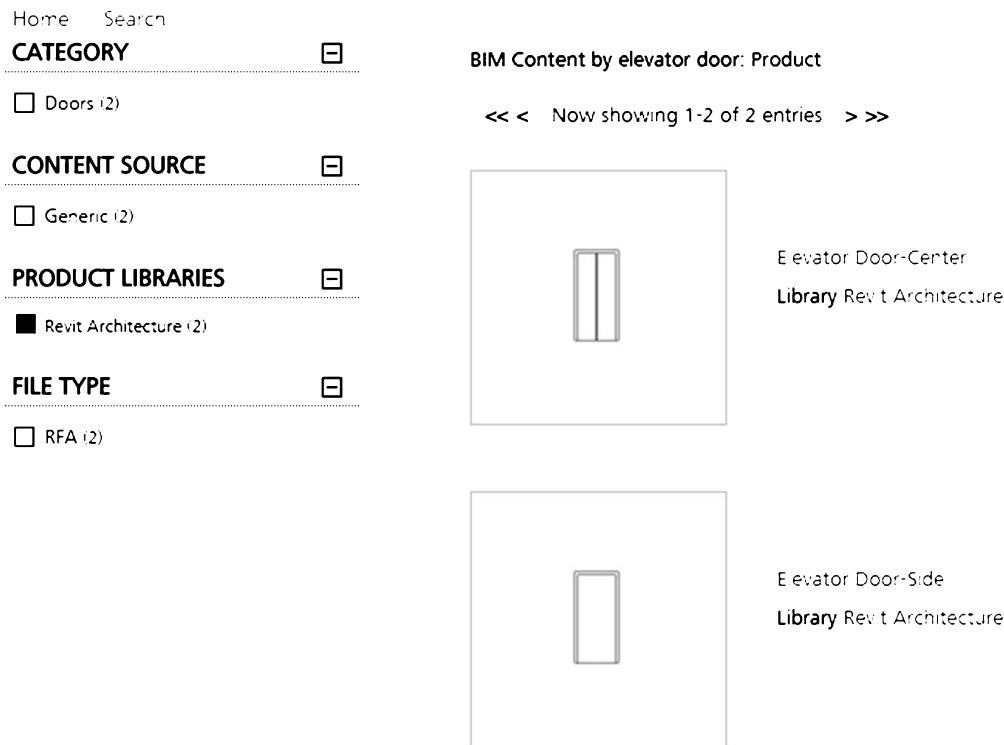 Home Search
CATEGORY
Doors (2)
CONTENT SOURCE
Generic (2)
PRODUCT LIBRARIES
Revit Architecture (2)
FILE TYPE
RFA (2)
BIM Content by elevator door: Product
<< < Now showing 1-2 of 2 entries > >>
Elevator Door-Center
Library Revit Architecture
Elevator Door-Side
Library Revit Architecture